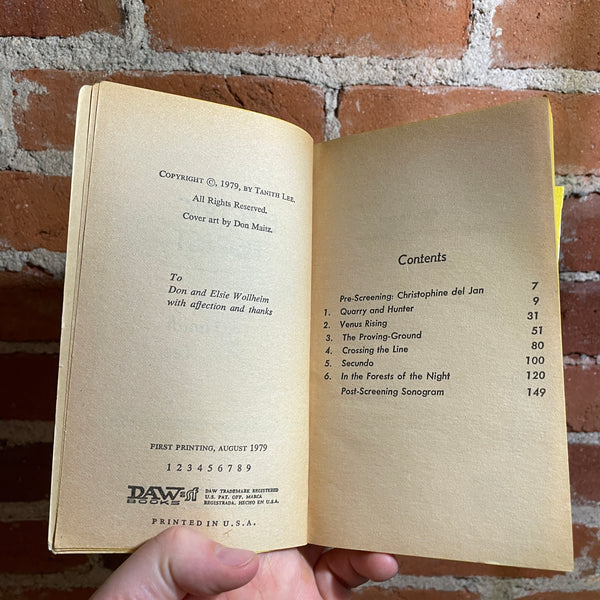 COPYRIGHT ©, 1979, BY TANITH LEE.
All Rights Reserved.
Cover art by Don Maitz.
To
Don and Elsie Wollheim
with affection and thanks
FIRST PRINTING, AUGUST 1979
1 2 3 4 5 6 7 8 9
DAW sf
BOOKS
DAW TRADEMARK REGISTERED
U.S. PAT. OFF. MARCA
REGISTRADA. HECHO EN U.S.A.
PRINTED IN U.S.A.
Contents
Pre-Screening: Christophine del Jan 7
1. Quarry and Hunter 9
2. Venus Rising 31
3. The Proving-Ground 51
4. Crossing the Line 80
5. Secundo 100
6. In the Forests of the Night 120
Post-Screening Sonogram 149